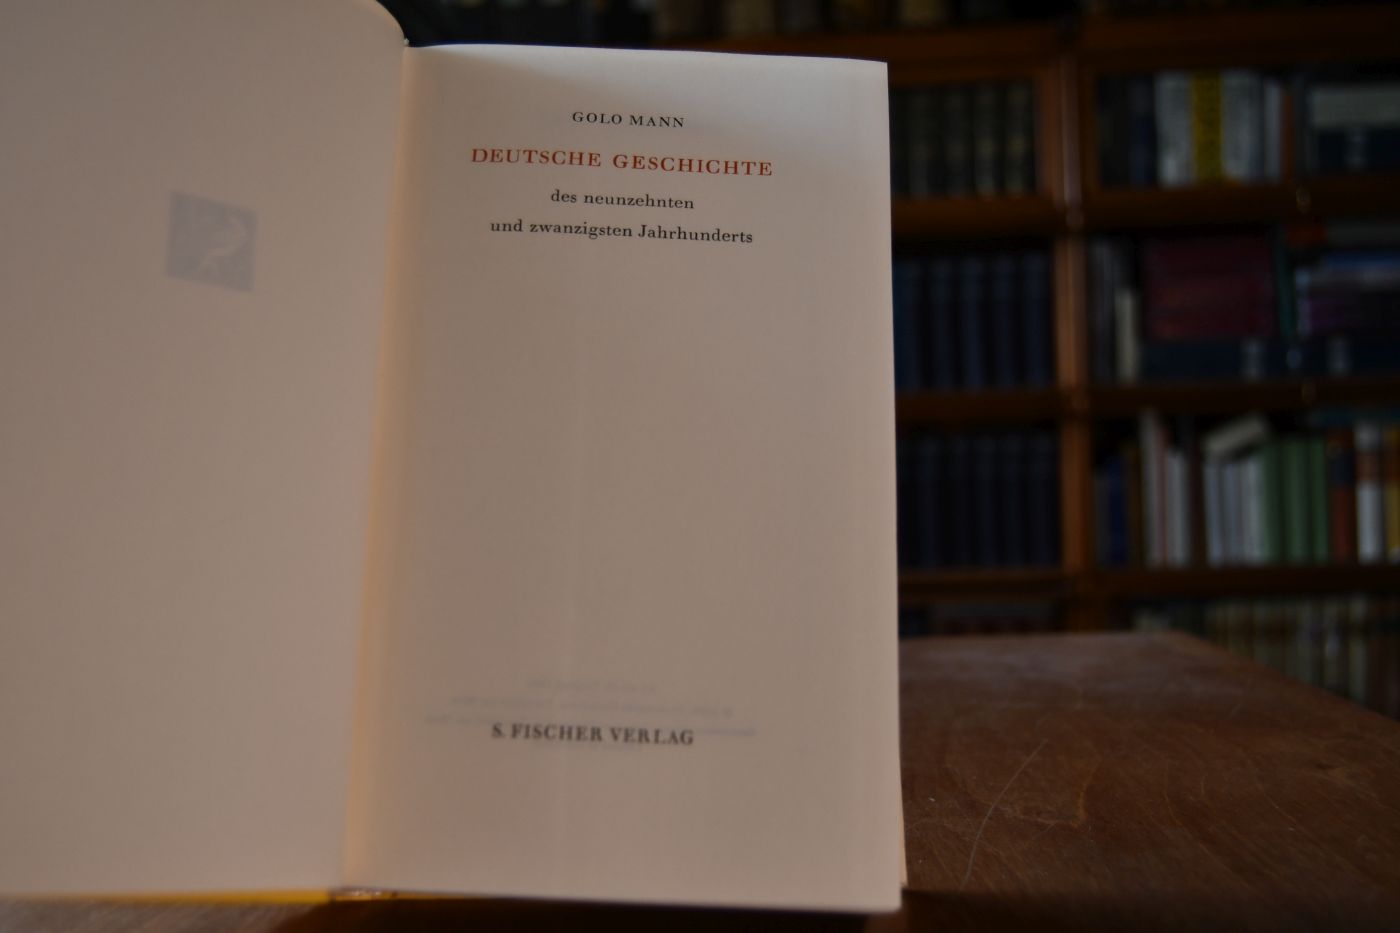 GOLO MANN
DEUTSCHE GESCHICHTE
des neunzehnten
und zwanzigsten Jahrhunderts
S. FISCHER VERLAG